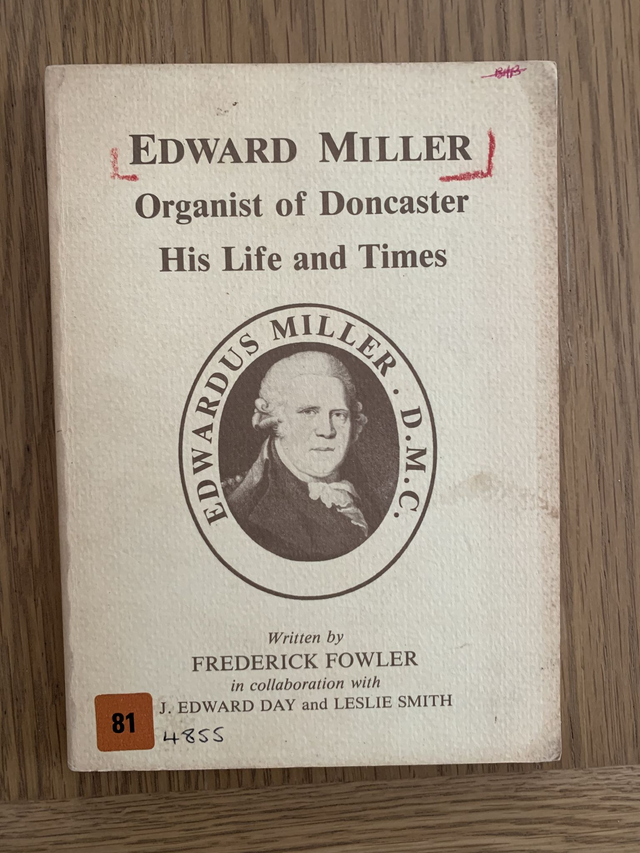 EDWARD MILLER
Organist of Doncaster
His Life and Times
EDWARDUS MILLER . D.M.C.
Written by
FREDERICK FOWLER
in collaboration with
J. EDWARD DAY and LESLIE SMITH
81
4855